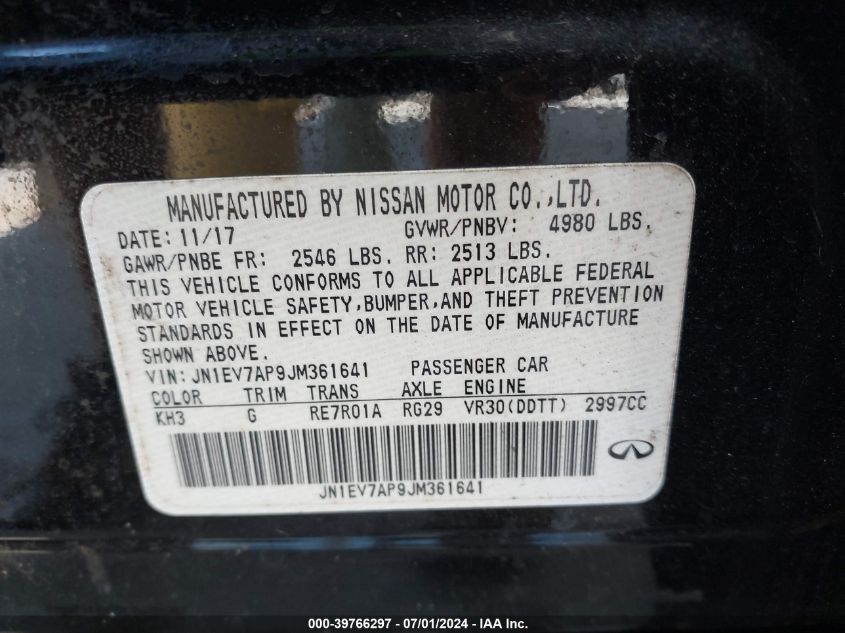 MANUFACTURED BY NISSAN MOTOR CO.,LTD.
DATE: 11/17 GVWR/PNBV: 4980 LBS.
GAWR/PNBE FR: 2546 LBS. RR: 2513 LBS.
THIS VEHICLE CONFORMS TO ALL APPLICABLE FEDERAL
MOTOR VEHICLE SAFETY,BUMPER,AND THEFT PREVENTION
STANDARDS IN EFFECT ON THE DATE OF MANUFACTURE
SHOWN ABOVE.
VIN: JN1EV7AP9JM361641 PASSENGER CAR
COLOR TRIM TRANS AXLE ENGINE
KH3 G RE7R01A RG29 VR30(DDTT) 2997CC
JN1EV7AP9JM361641
000-39766297 / 07/01/2024 - IAA Inc.